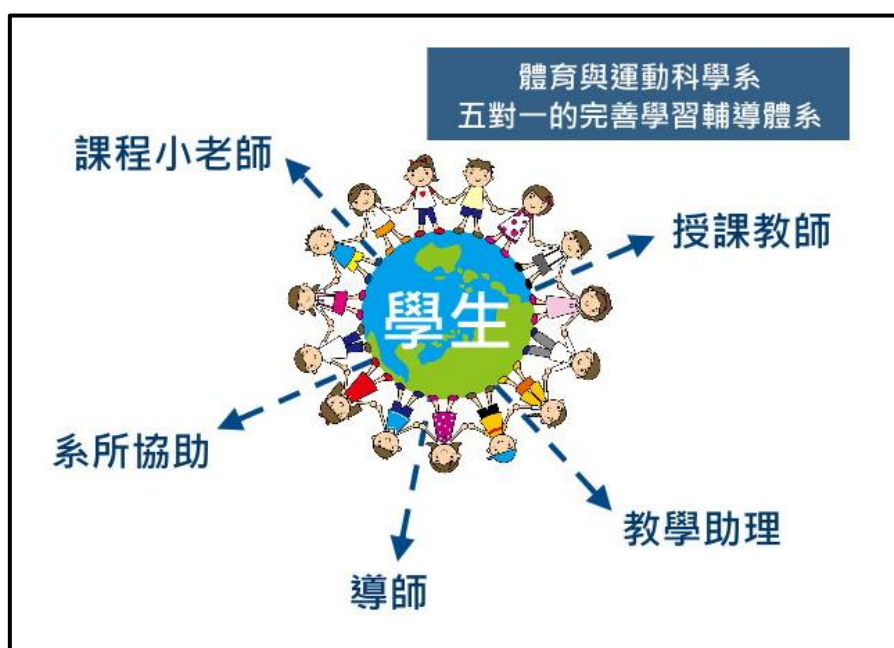 體育與運動科學系
五對一的完善學習輔導體系
課程小老師
授課教師
學生
系所協助
教學助理
導師